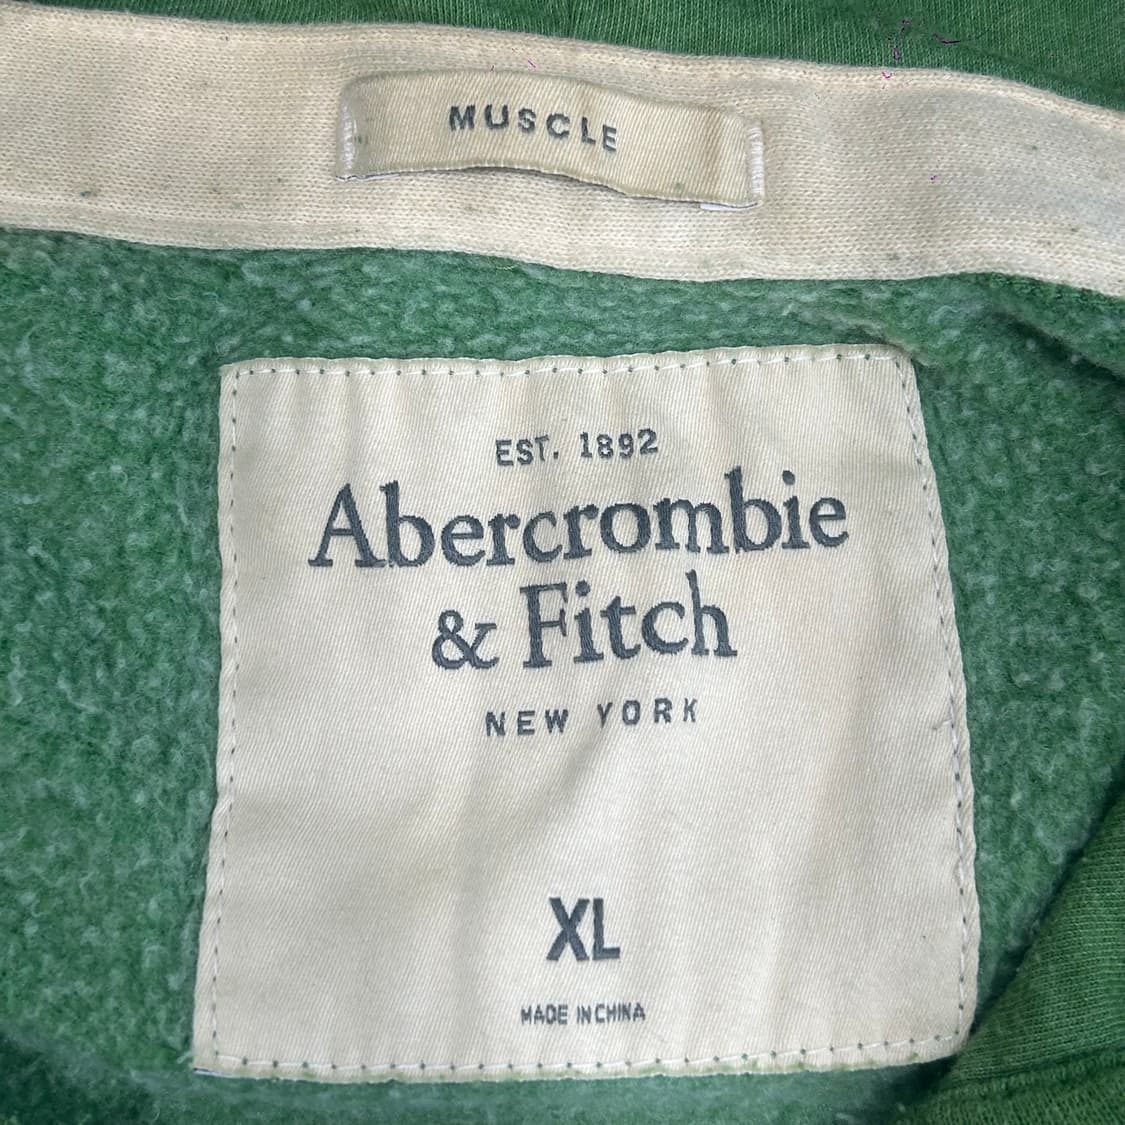 MUSCLE
EST. 1892
Abercrombie
& Fitch
NEW YORK
XL
MADE IN CHINA